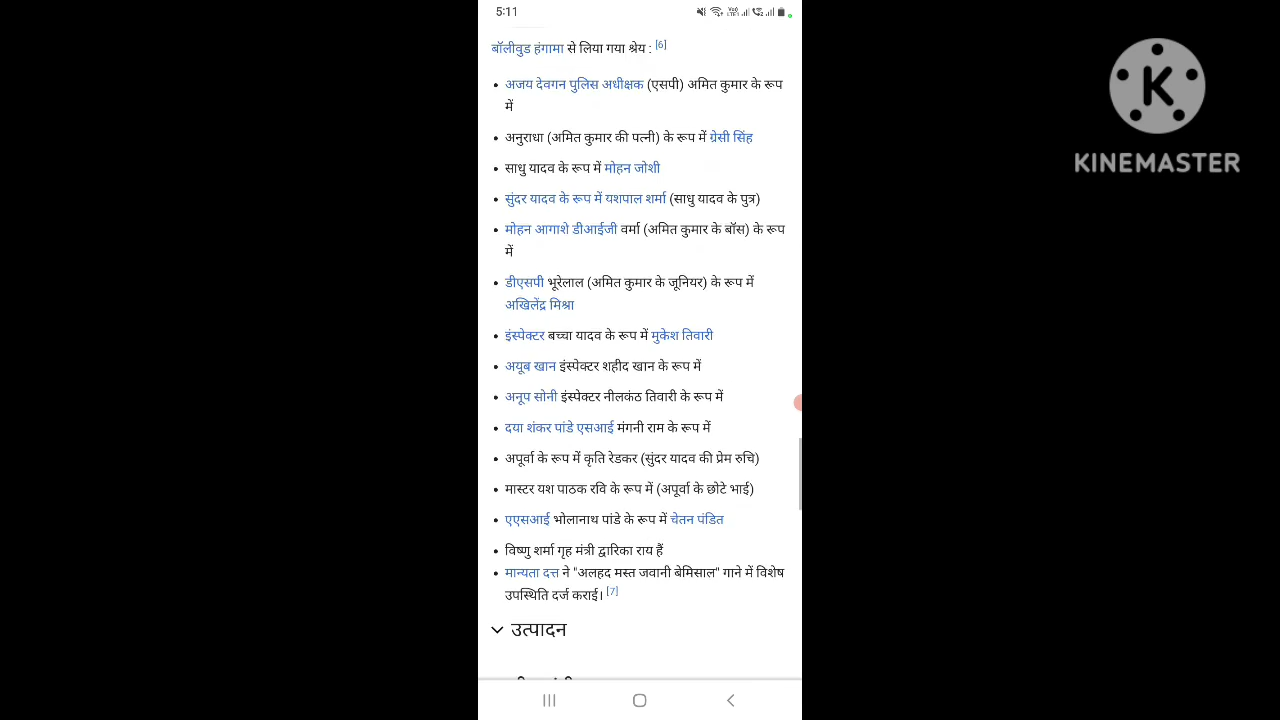 5:11
K
KINEMASTER
बॉलीवुड हंगामा से लिया गया श्रेय : [6]
• अजय देवगन पुलिस अधीक्षक (एसपी) अमित कुमार के रूप
में
• अनुराधा (अमित कुमार की पत्नी) के रूप में ग्रेसी सिंह
• साधु यादव के रूप में मोहन जोशी
• सुंदर यादव के रूप में यशपाल शर्मा (साधु यादव के पुत्र)
• मोहन आगाशे डीआईजी वर्मा (अमित कुमार के बॉस) के रूप
में
• डीएसपी भूरेलाल (अमित कुमार के जूनियर) के रूप में
अखिलेंद्र मिश्रा
• इंस्पेक्टर बच्चा यादव के रूप में मुकेश तिवारी
• अयूब खान इंस्पेक्टर शहीद खान के रूप में
• अनूप सोनी इंस्पेक्टर नीलकंठ तिवारी के रूप में
• दया शंकर पांडे एसआई मंगनी राम के रूप में
• अपूर्वा के रूप में कृति रेडकर (सुंदर यादव की प्रेम रुचि)
• मास्टर यश पाठक रवि के रूप में (अपूर्वा के छोटे भाई)
• एएसआई भोलानाथ पांडे के रूप में चेतन पंडित
• विष्णु शर्मा गृह मंत्री द्वारिका राय हैं
• मान्यता दत्त ने "अलहद मस्त जवानी बेमिसाल" गाने में विशेष
उपस्थिति दर्ज कराई। [7]
उत्पादन